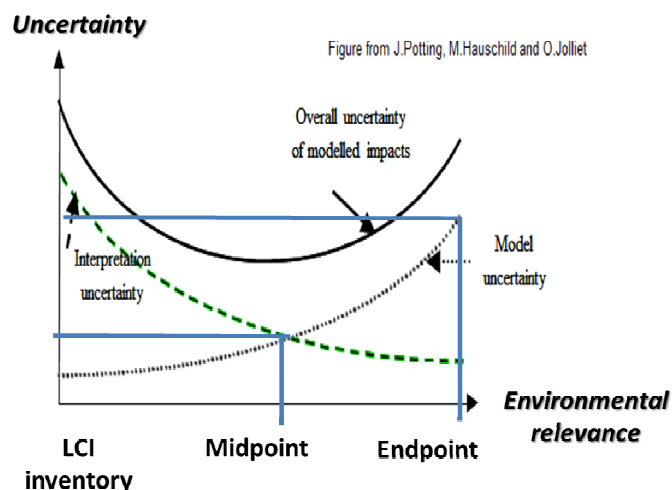 Uncertainty
Figure from J.Potting, M.Hauschild and O.Jolliet
Overall uncertainty
of modelled impacts
Interpretation
uncertainty
Model
uncertainty
Environmental
relevance
LCI
inventory
Midpoint
Endpoint